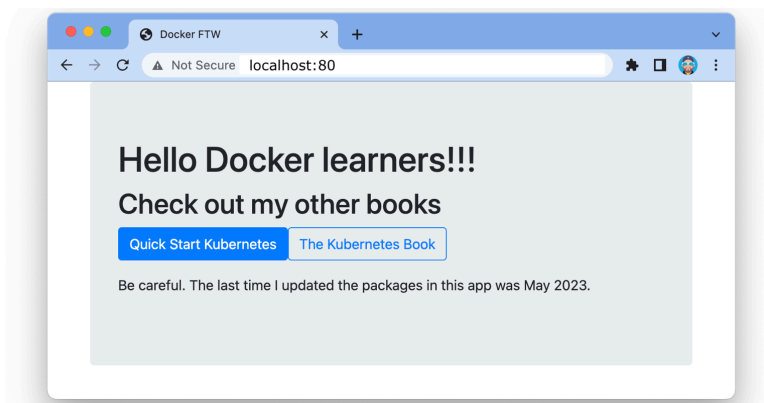 Docker FTW
Not Secure localhost:80
Hello Docker learners!!!
Check out my other books
Quick Start Kubernetes The Kubernetes Book
Be careful. The last time I updated the packages in this app was May 2023.